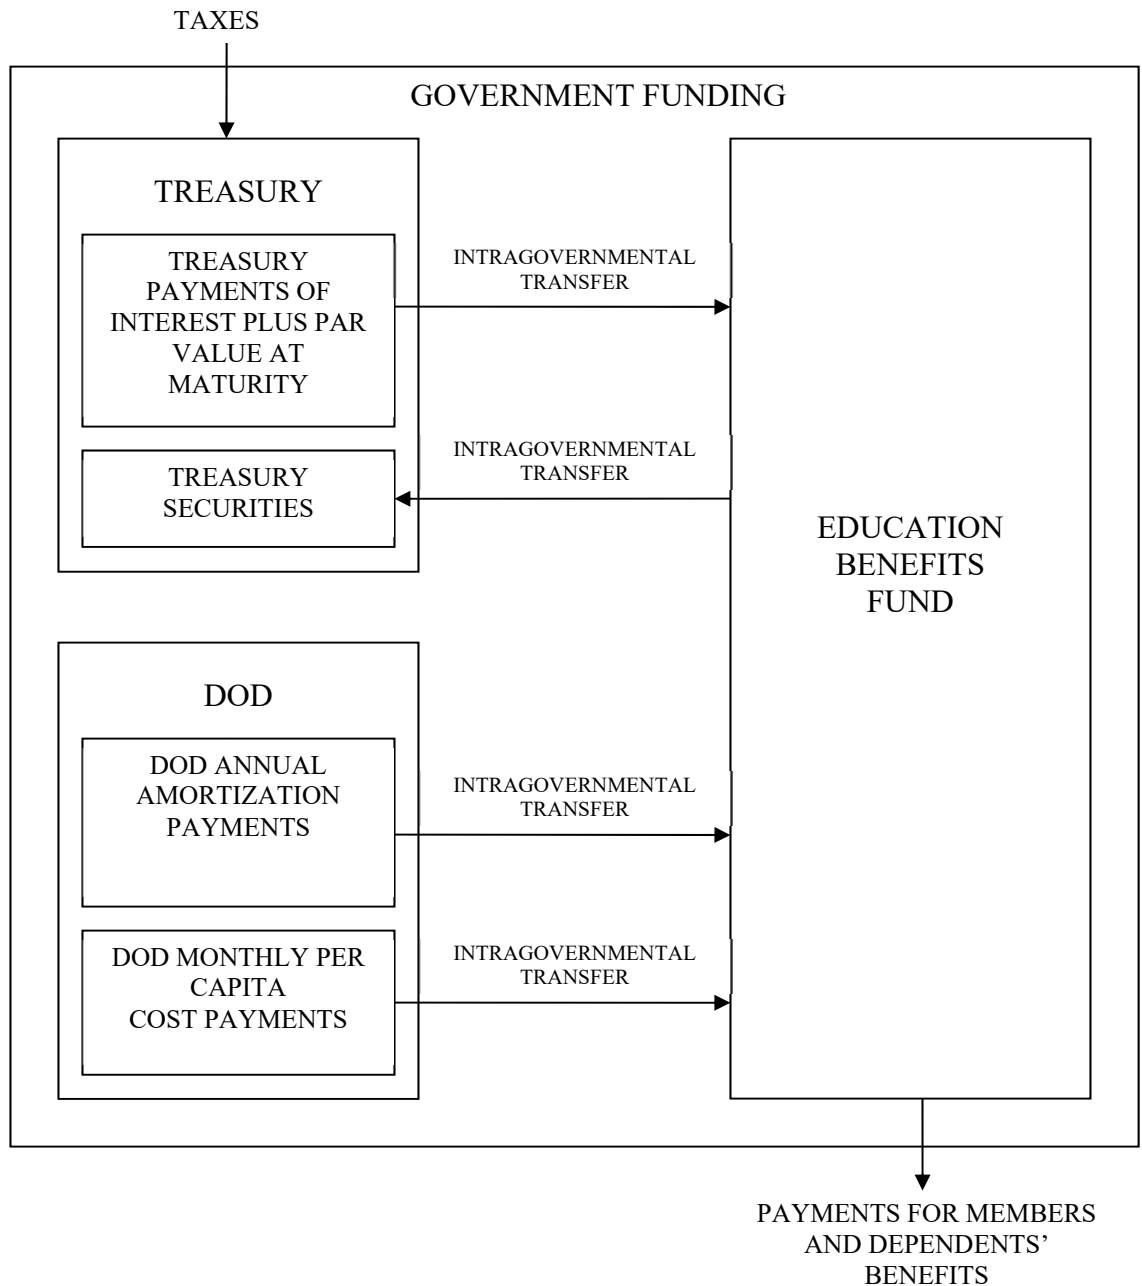 TAXES
GOVERNMENT FUNDING
TREASURY
TREASURY
PAYMENTS OF
INTEREST PLUS PAR
VALUE AT
MATURITY
INTRAGOVERNMENTAL
TRANSFER
TREASURY
SECURITIES
INTRAGOVERNMENTAL
TRANSFER
EDUCATION
BENEFITS
FUND
DOD
DOD ANNUAL
AMORTIZATION
PAYMENTS
INTRAGOVERNMENTAL
TRANSFER
DOD MONTHLY PER
CAPITA
COST PAYMENTS
INTRAGOVERNMENTAL
TRANSFER
PAYMENTS FOR MEMBERS
AND DEPENDENTS’
BENEFITS